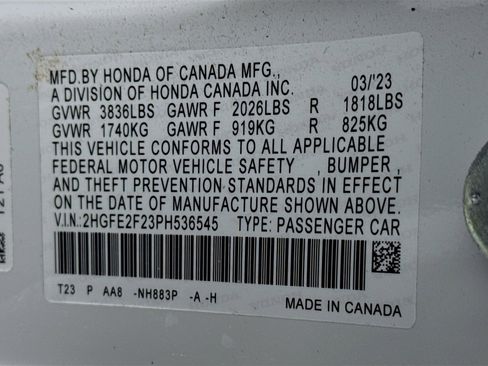 MFD.BY HONDA OF CANADA MFG.,
A DIVISION OF HONDA CANADA INC. 03/'23
GVWR 3836LBS GAWR F 2026LBS R 1818LBS
GVWR 1740KG GAWR F 919KG R 825KG
THIS VEHICLE CONFORMS TO ALL APPLICABLE
FEDERAL MOTOR VEHICLE SAFETY , BUMPER ,
AND THEFT PREVENTION STANDARDS IN EFFECT
ON THE DATE OF MANUFACTURE SHOWN ABOVE.
V.I.N.:2HGFE2F23PH536545 TYPE: PASSENGER CAR
T23 P AA8 -NH883P -A -H
MADE IN CANADA